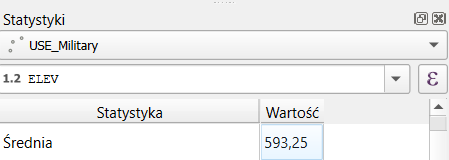 Statystyki
USE_Military
1.2 ELEV
ε
Statystyka Wartość
Średnia 593,25